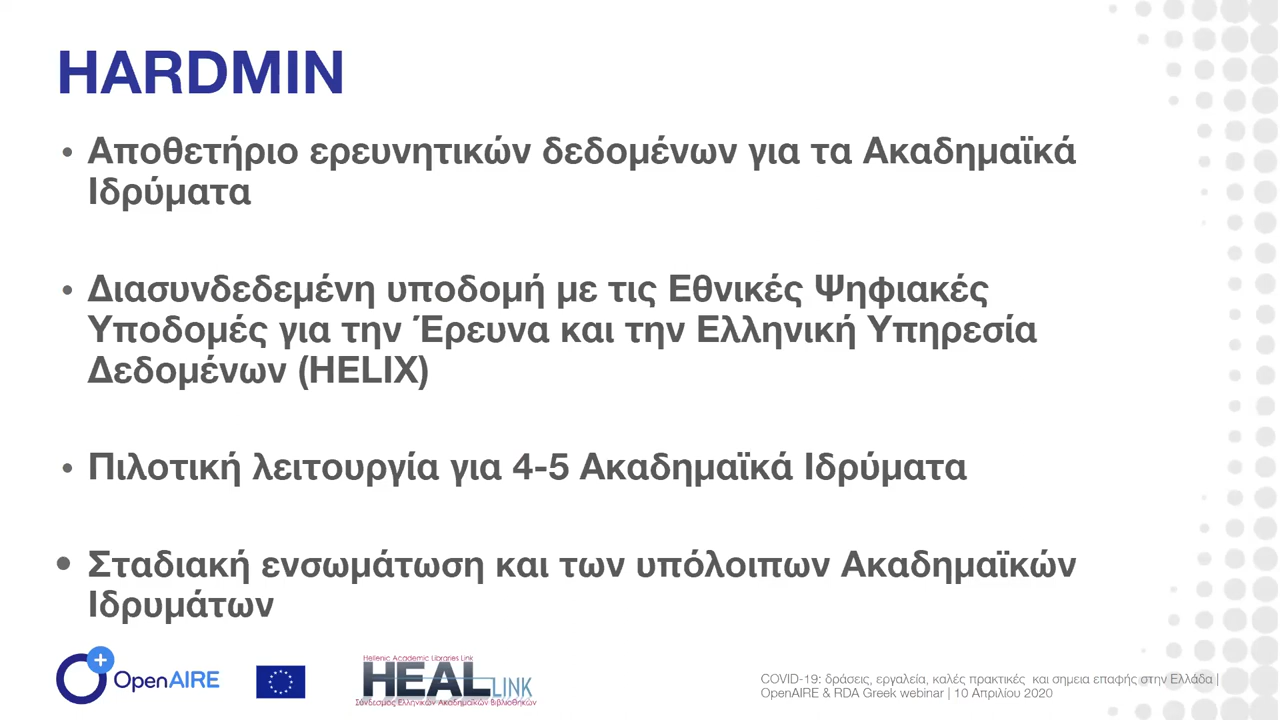 HARDMIN
• Αποθετήριο ερευνητικών δεδομένων για τα Ακαδημαϊκά
Ιδρύματα
• Διασυνδεδεμένη υποδομή με τις Εθνικές Ψηφιακές
Υποδομές για την Έρευνα και την Ελληνική Υπηρεσία
Δεδομένων (HELIX)
• Πιλοτική λειτουργία για 4-5 Ακαδημαϊκά Ιδρύματα
• Σταδιακή ενσωμάτωση και των υπόλοιπων Ακαδημαϊκών
Ιδρυμάτων
OpenAIRE
Hellenic Academic Libraries Link
HEAL LINK
Σύνδεσμος Ελληνικών Ακαδημαϊκών Βιβλιοθηκών
COVID-19: δράσεις, εργαλεία, καλές πρακτικές και σημεια επαφής στην Ελλάδα |
OpenAIRE & RDA Greek webinar | 10 Απριλίου 2020